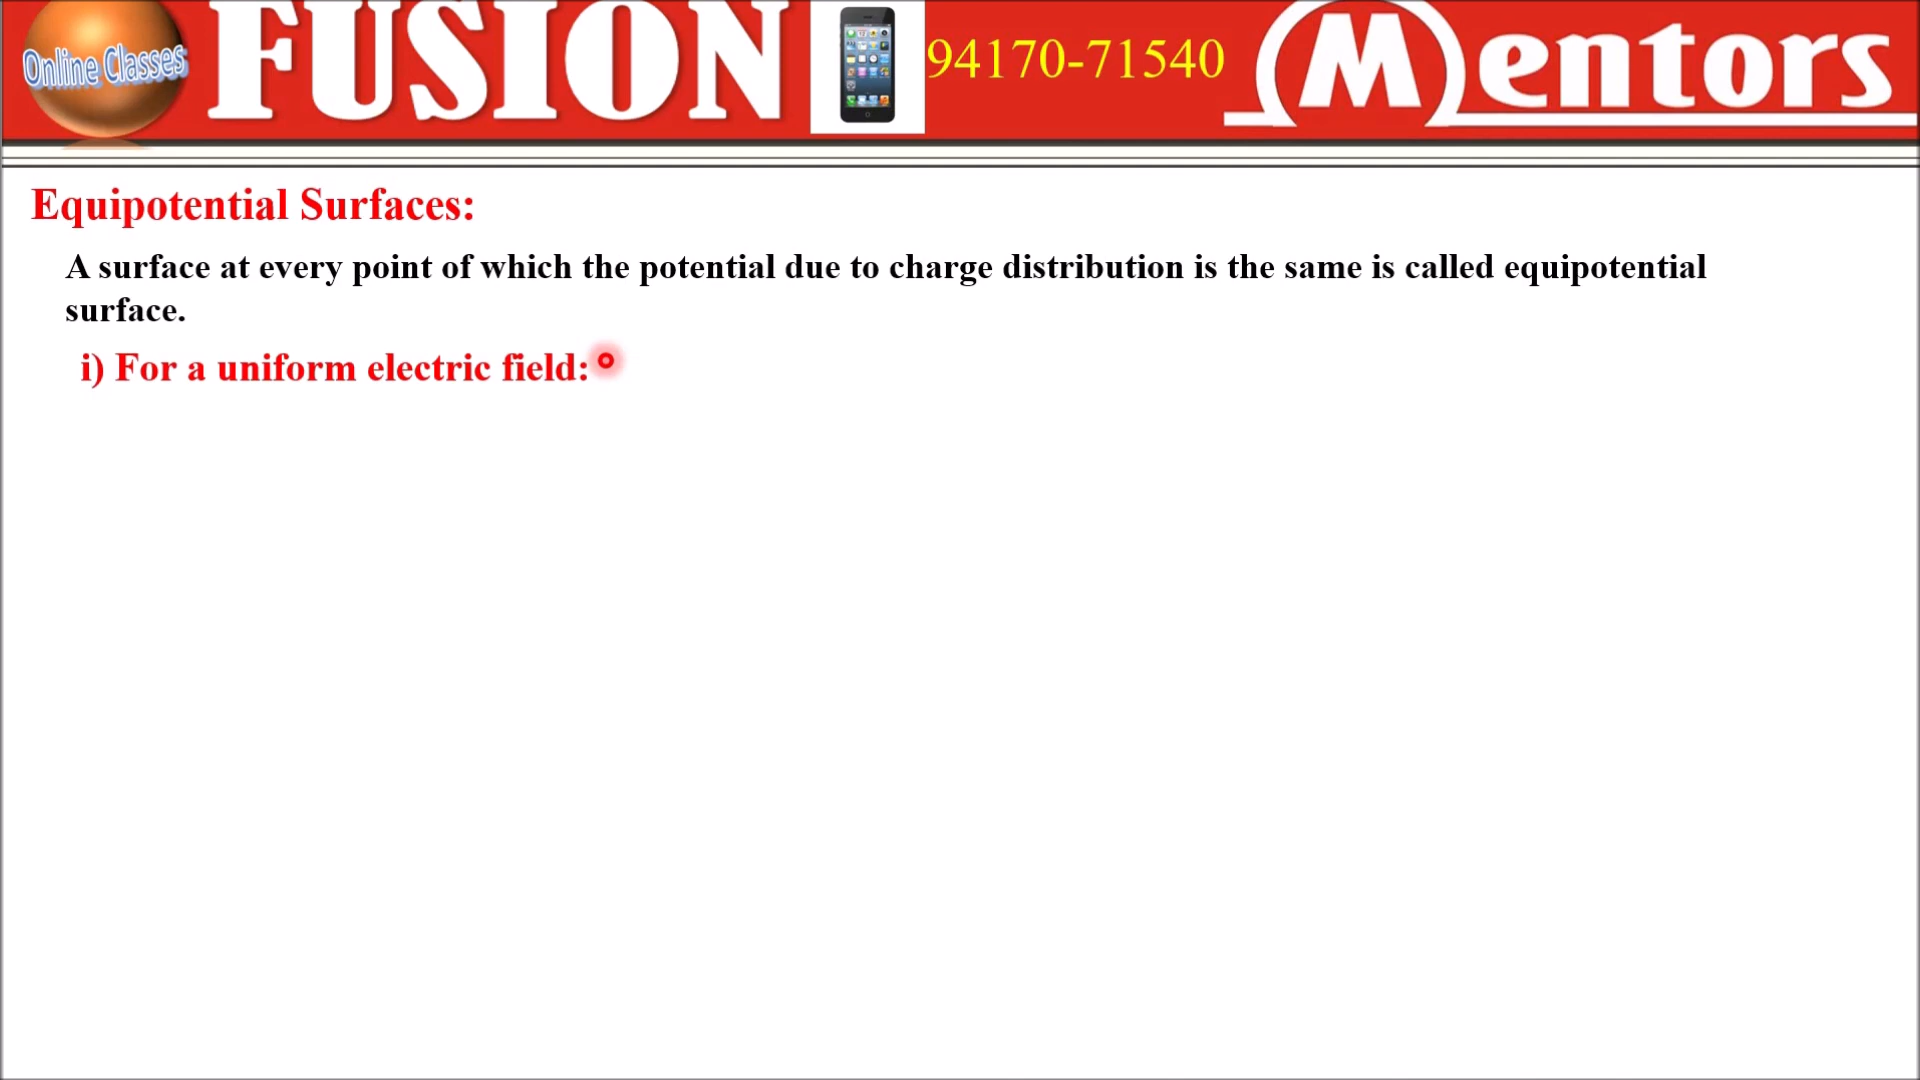 Online Classes
FUSION
94170-71540
Mentors
Equipotential Surfaces:
A surface at every point of which the potential due to charge distribution is the same is called equipotential
surface.
i) For a uniform electric field: